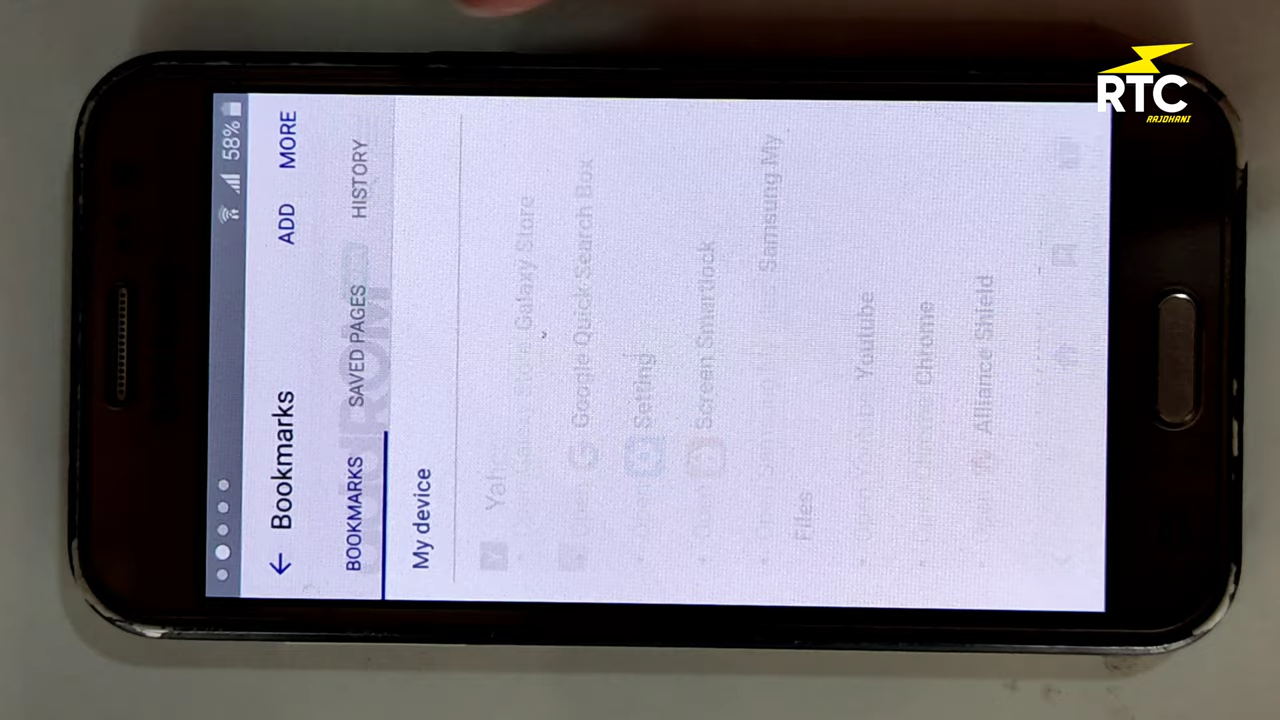 RTC
RAJDHANI
58%
Bookmarks
ADD
MORE
BOOKMARKS
SAVED PAGES
HISTORY
My device
Galaxy Store
Google Quick Search Box
Setting
Screen Smartlock
Samsung My
Files
Youtube
Chrome
Alliance Shield